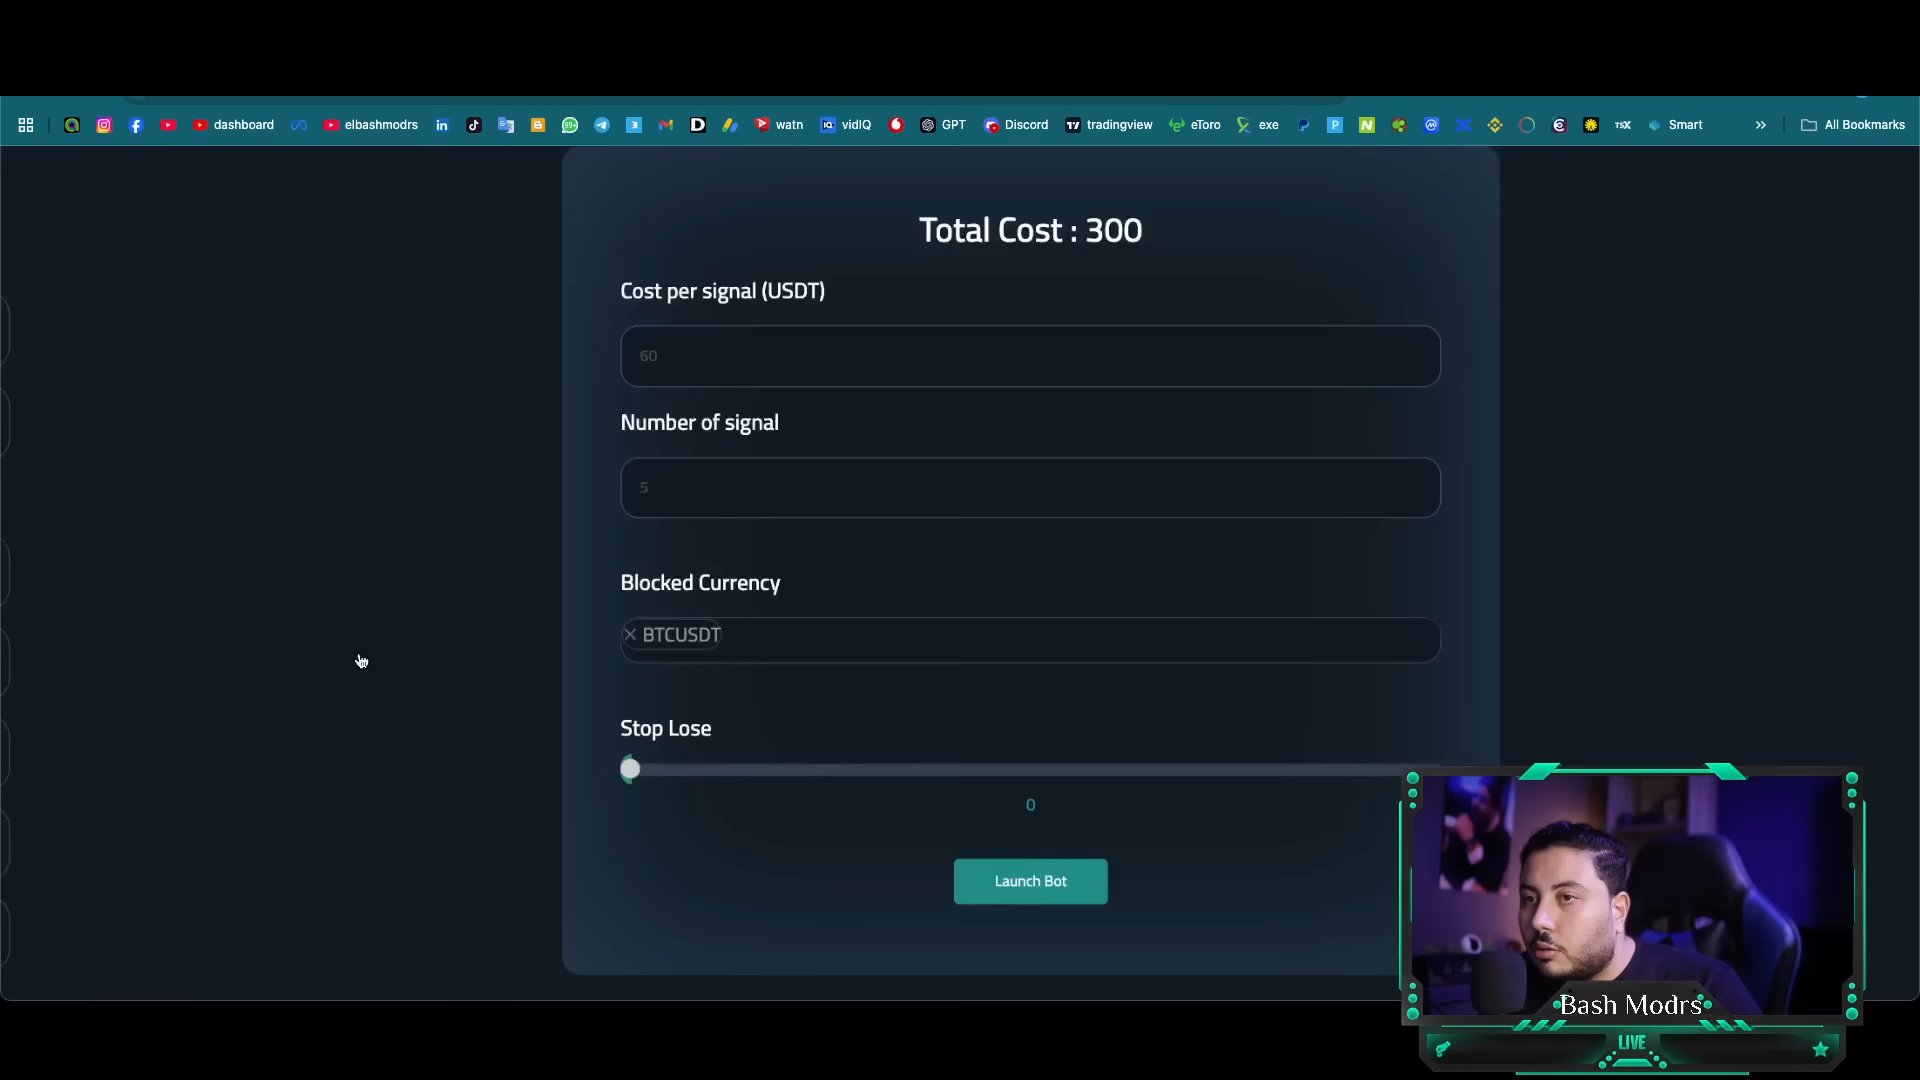 dashboard elbashmodrs watn vidIQ GPT Discord tradingview eToro exe TSX Smart All Bookmarks
Total Cost : 300
Cost per signal (USDT)
60
Number of signal
5
Blocked Currency
× BTCUSDT
Stop Lose
0
Launch Bot
Bash Modrs
LIVE